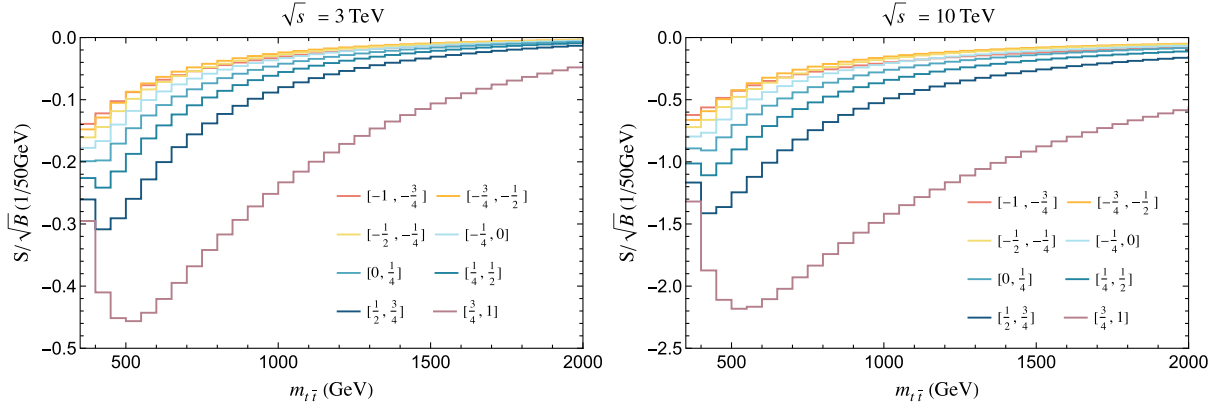 √s = 3 TeV
0.0
−0.1
−0.2
−0.3
−0.4
−0.5
S/√B (1/50GeV)
[−1, −3/4] [−3/4, −1/2]
[−1/2, −1/4] [−1/4, 0]
[0, 1/4] [1/4, 1/2]
[1/2, 3/4] [3/4, 1]
500 1000 1500 2000
m_{t t̄} (GeV)
√s = 10 TeV
0.0
−0.5
−1.0
−1.5
−2.0
−2.5
S/√B (1/50GeV)
[−1, −3/4] [−3/4, −1/2]
[−1/2, −1/4] [−1/4, 0]
[0, 1/4] [1/4, 1/2]
[1/2, 3/4] [3/4, 1]
500 1000 1500 2000
m_{t t̄} (GeV)